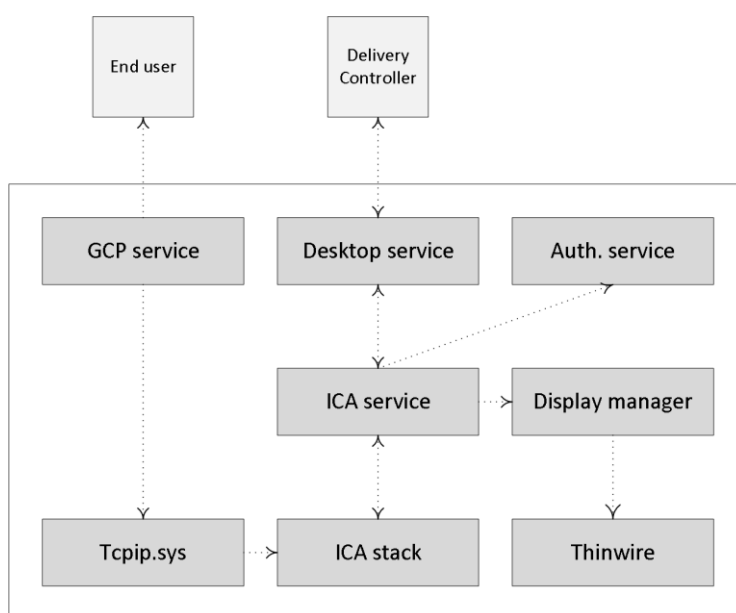 End user
Delivery
Controller
GCP service
Desktop service
Auth. service
ICA service
Display manager
Tcpip.sys
ICA stack
Thinwire